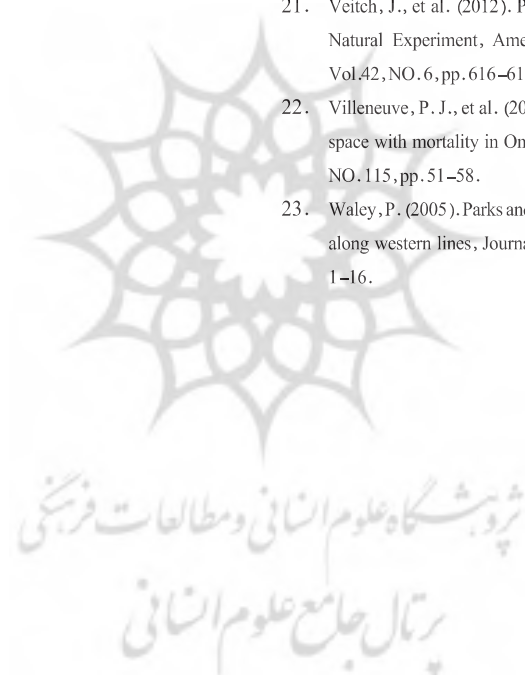 21. Veitch, J., et al. (2012). P
Natural Experiment, Ame
Vol.42, NO.6, pp.616–61
22. Villeneuve, P. J., et al. (20
space with mortality in On
NO.115, pp.51–58.
23. Waley, P. (2005). Parks and
along western lines, Journa
1–16.
پژوهشگاه علوم انسانی و مطالعات فرهنگی
پرتال جامع علوم انسانی